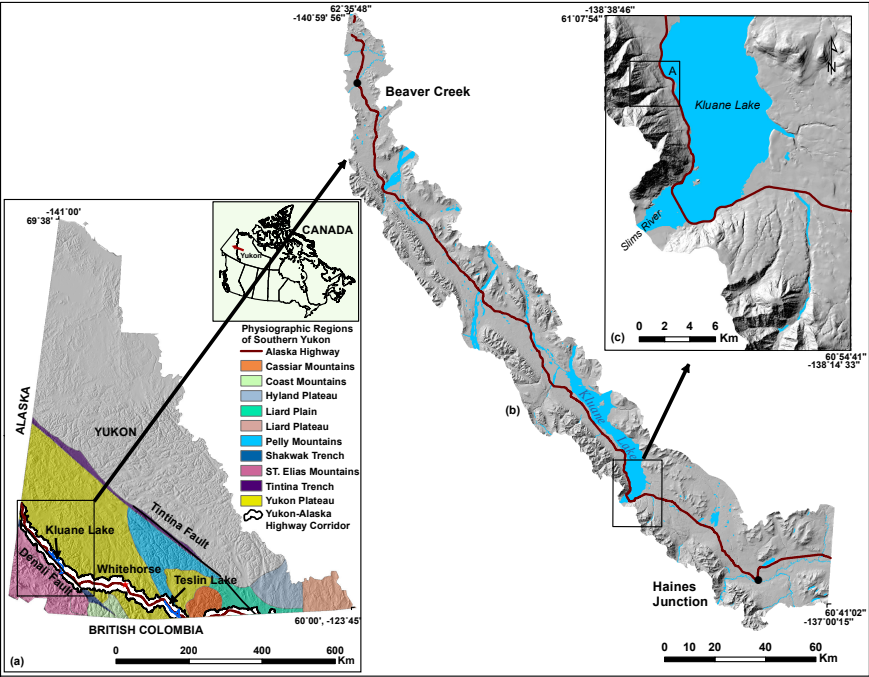 62˚35'48"
-140˚59' 56"
Beaver Creek
-138˚38'46"
61˚07'54"
A
N
Kluane Lake
Slims River
(c)
0 2 4 6
Km
60˚54'41"
-138˚14'33"
(b)
Kluane Lake
Haines
Junction
60˚41'02"
-137˚00'15"
0 10 20 40 60
Km
-141˚00'
69˚38'
CANADA
Yukon
Physiographic Regions
of Southern Yukon
Alaska Highway
Cassiar Mountains
Coast Mountains
Hyland Plateau
Liard Plain
Liard Plateau
Pelly Mountains
Shakwak Trench
ST. Elias Mountains
Tintina Trench
Yukon Plateau
Yukon-Alaska
Highway Corridor
ALASKA
YUKON
Tintina Fault
Kluane Lake
Denali Fault
Whitehorse
Teslin Lake
60˚00', -123˚45'
BRITISH COLOMBIA
(a)
0 200 400 600
Km